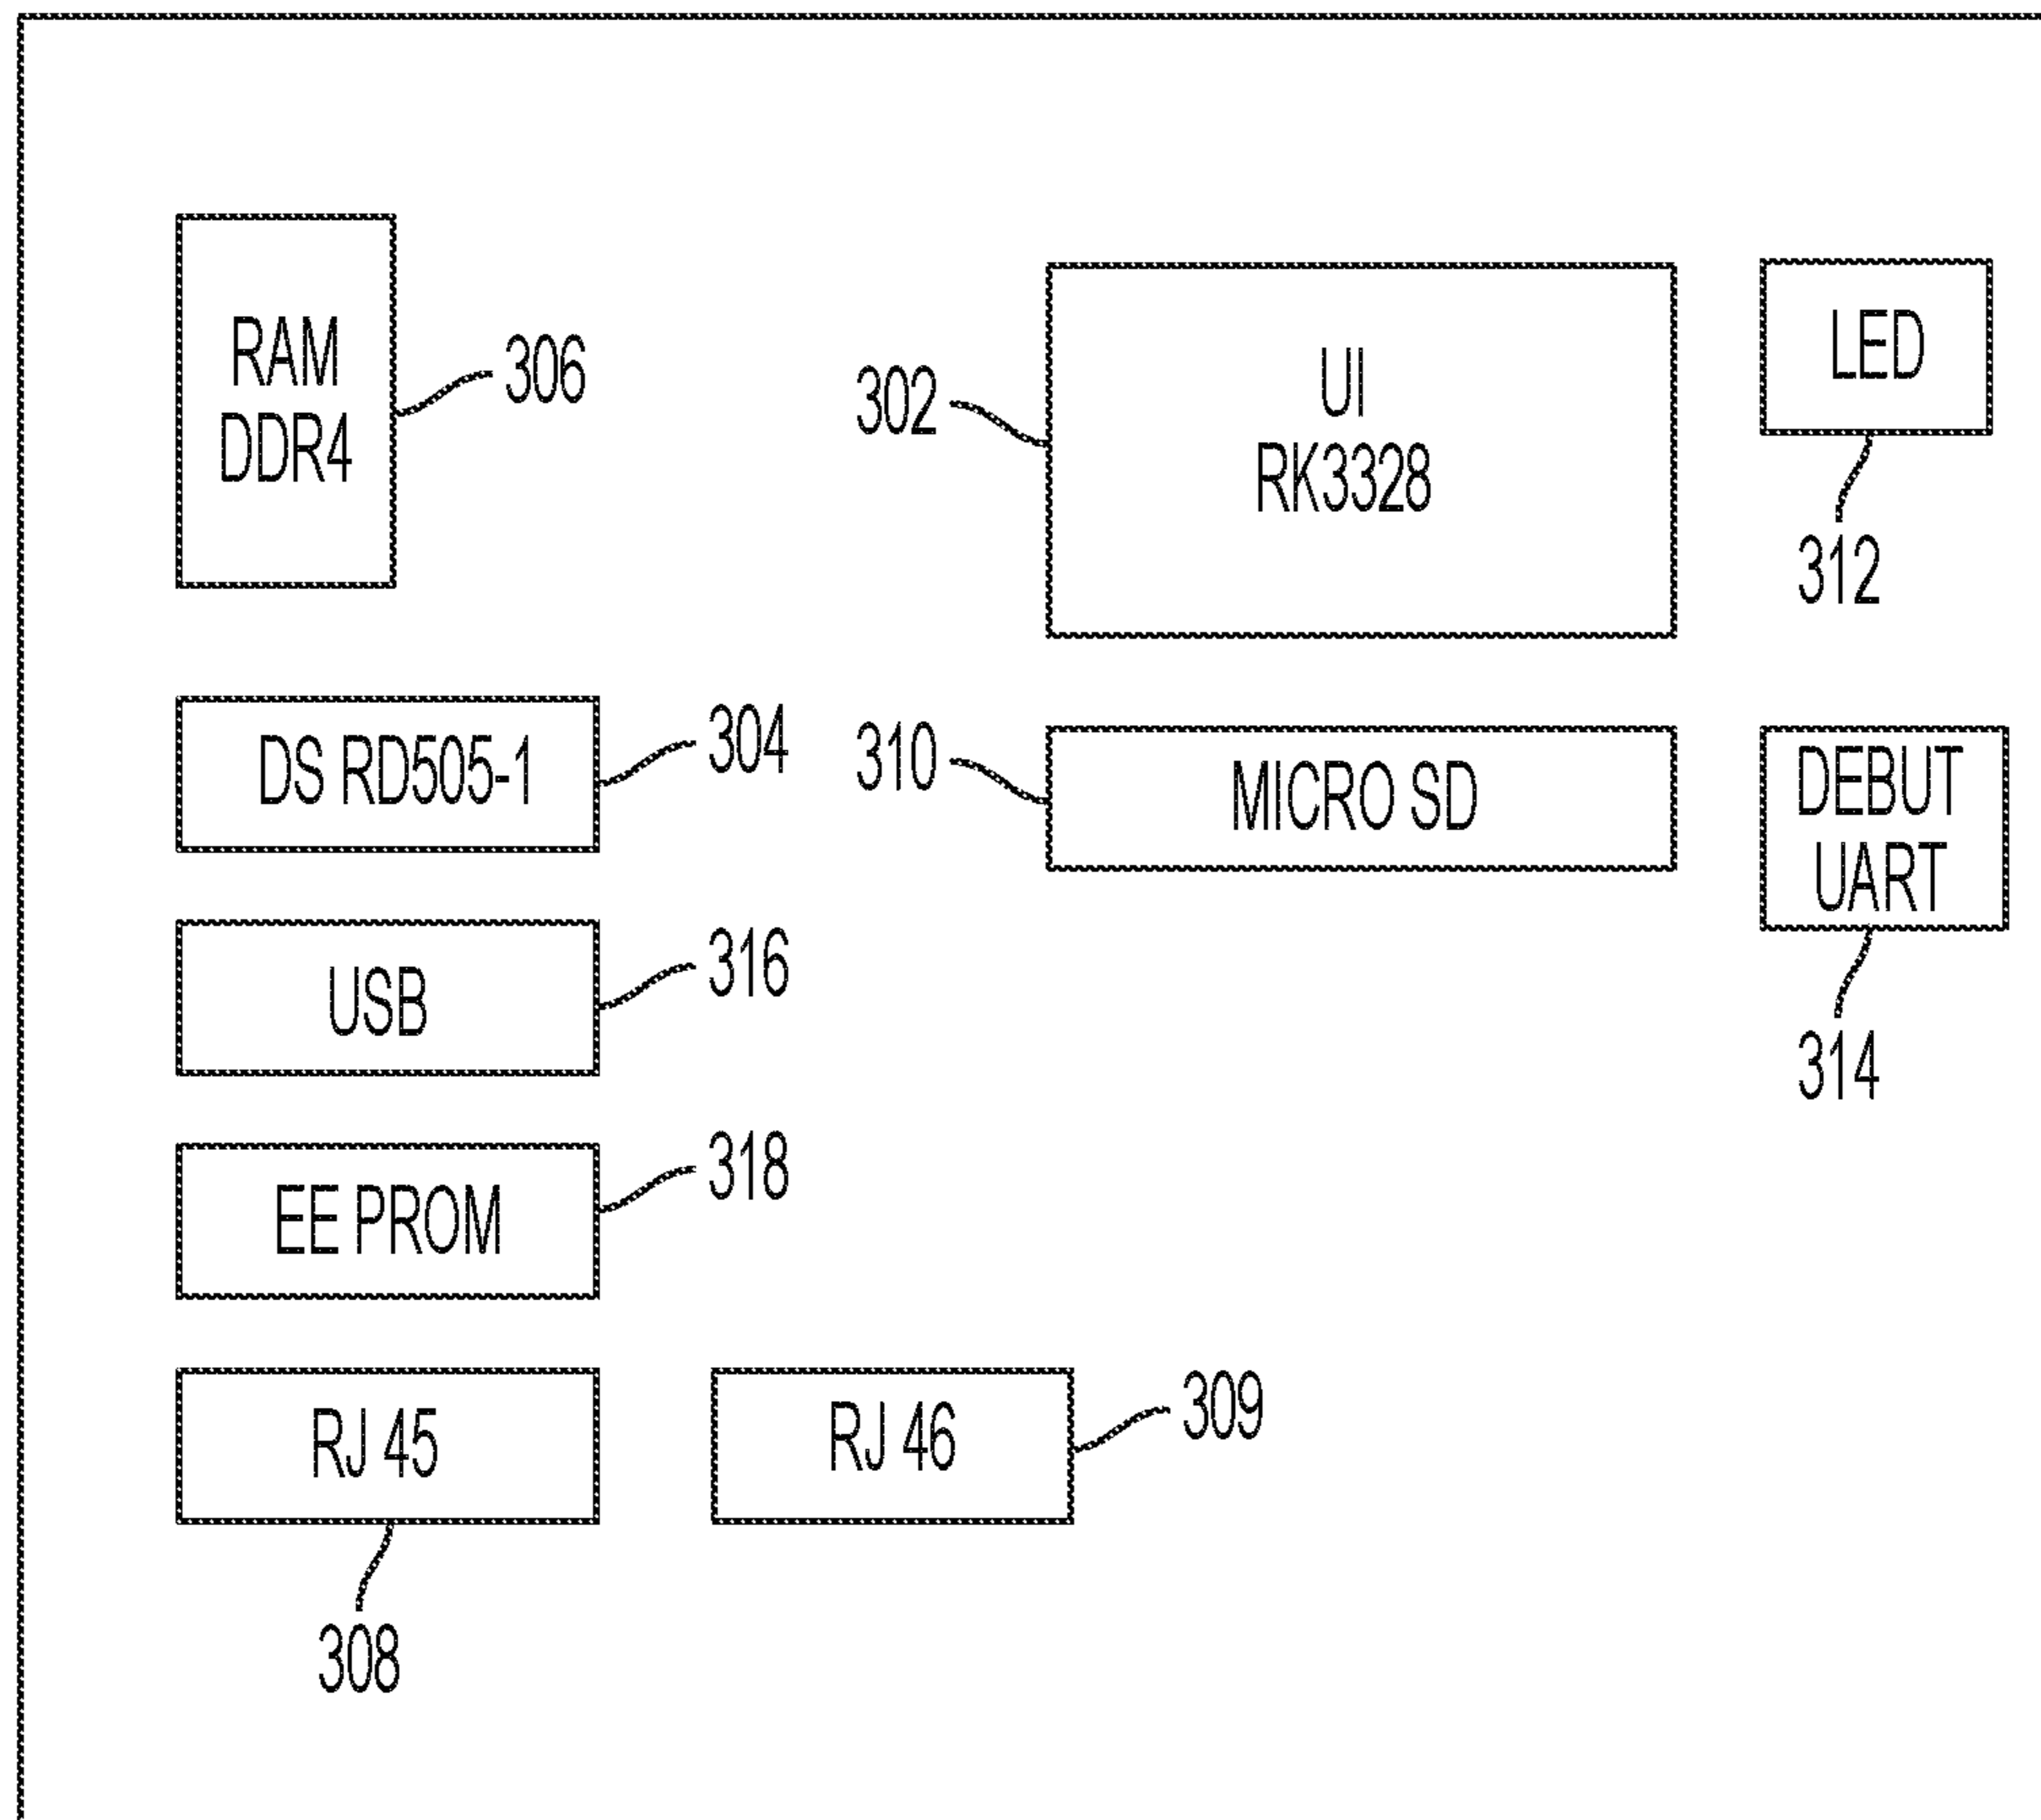 RAM
DDR4
306
302
UI
RK3328
LED
312
DS RD505-1
304
310
MICRO SD
DEBUT
UART
314
USB
316
EE PROM
318
RJ 45
308
RJ 46
309